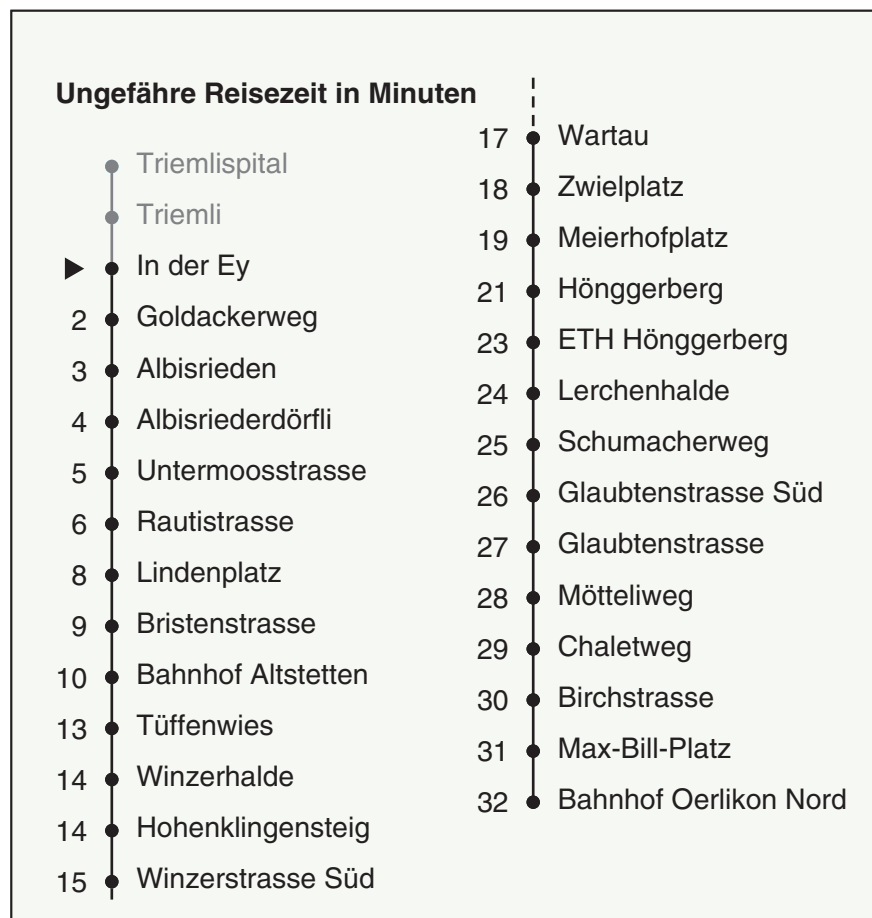 Ungefähre Reisezeit in Minuten
Triemlispital
Triemli
In der Ey
2 Goldackerweg
3 Albisrieden
4 Albisriederdörfli
5 Untermoosstrasse
6 Rautistrasse
8 Lindenplatz
9 Bristenstrasse
10 Bahnhof Altstetten
13 Tüffenwies
14 Winzerhalde
14 Hohenklingensteig
15 Winzerstrasse Süd
17 Wartau
18 Zwielplatz
19 Meierhofplatz
21 Hönggerberg
23 ETH Hönggerberg
24 Lerchenhalde
25 Schumacherweg
26 Glaubtenstrasse Süd
27 Glaubtenstrasse
28 Mötteliweg
29 Chaletweg
30 Birchstrasse
31 Max-Bill-Platz
32 Bahnhof Oerlikon Nord